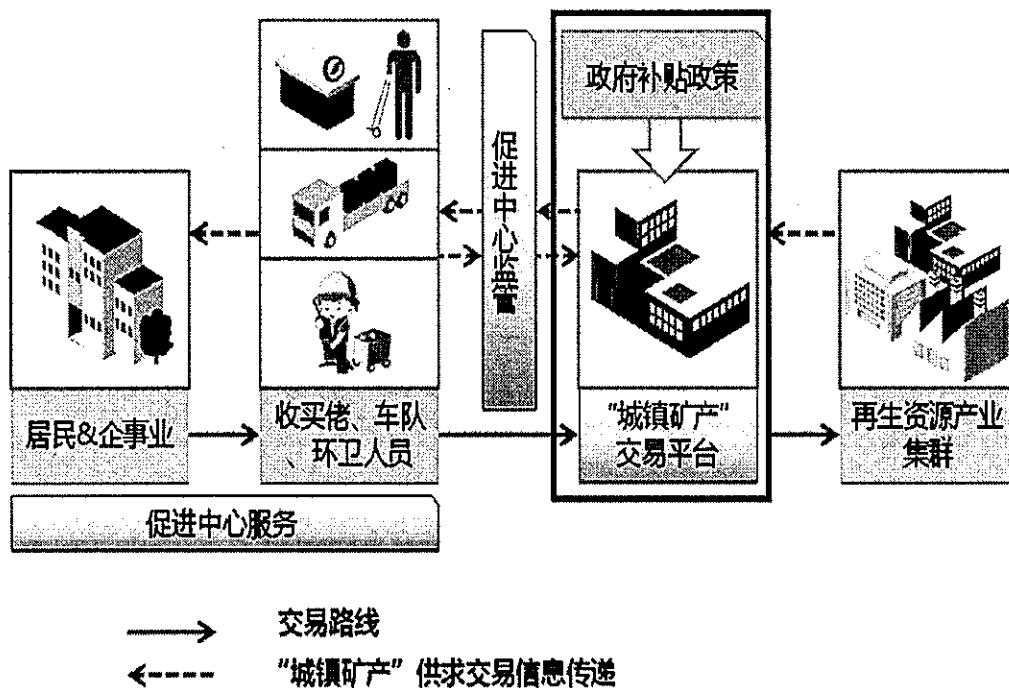 政府补贴政策
促进中心监管
居民&企事业
收买佬、车队
、环卫人员
"城镇矿产"
交易平台
再生资源产业
集群
促进中心服务
交易路线
"城镇矿产"供求交易信息传递